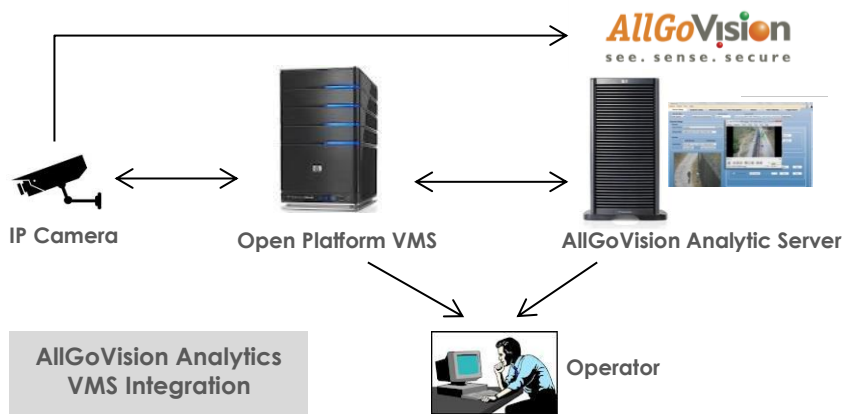 AllGoVision
see. sense. secure
IP Camera
Open Platform VMS
AllGoVision Analytic Server
AllGoVision Analytics
VMS Integration
Operator